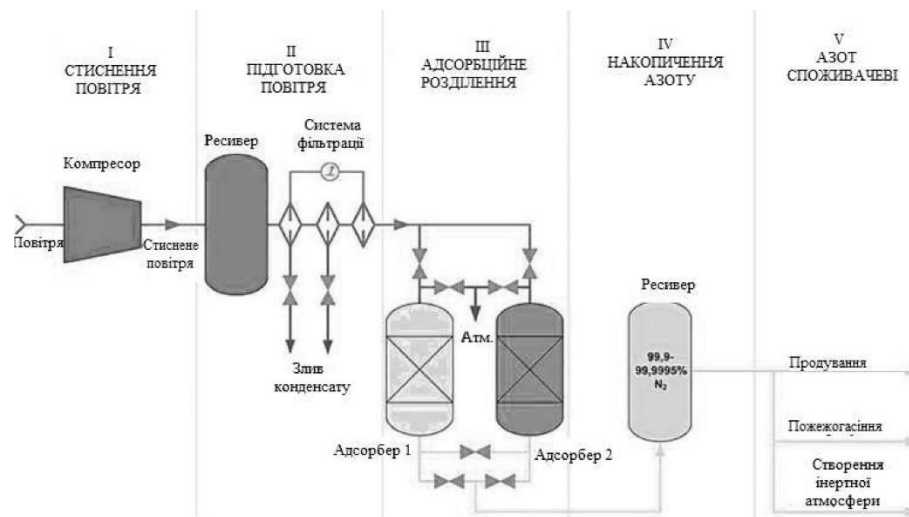 I
СТИСНЕННЯ
ПОВІТРЯ
II
ПІДГОТОВКА
ПОВІТРЯ
III
АДСОРБЦІЙНЕ
РОЗДІЛЕННЯ
IV
НАКОПИЧЕННЯ
АЗОТУ
V
АЗОТ
СПОЖИВАЧЕВІ
Компресор
Ресивер
Система
фільтрації
Повітря
Стиснене
повітря
Злив
конденсату
Атм.
Адсорбер 1
Адсорбер 2
Ресивер
99,9-
99,9995%
N₂
Продування
Пожежогасіння
Створення
інертної
атмосфери